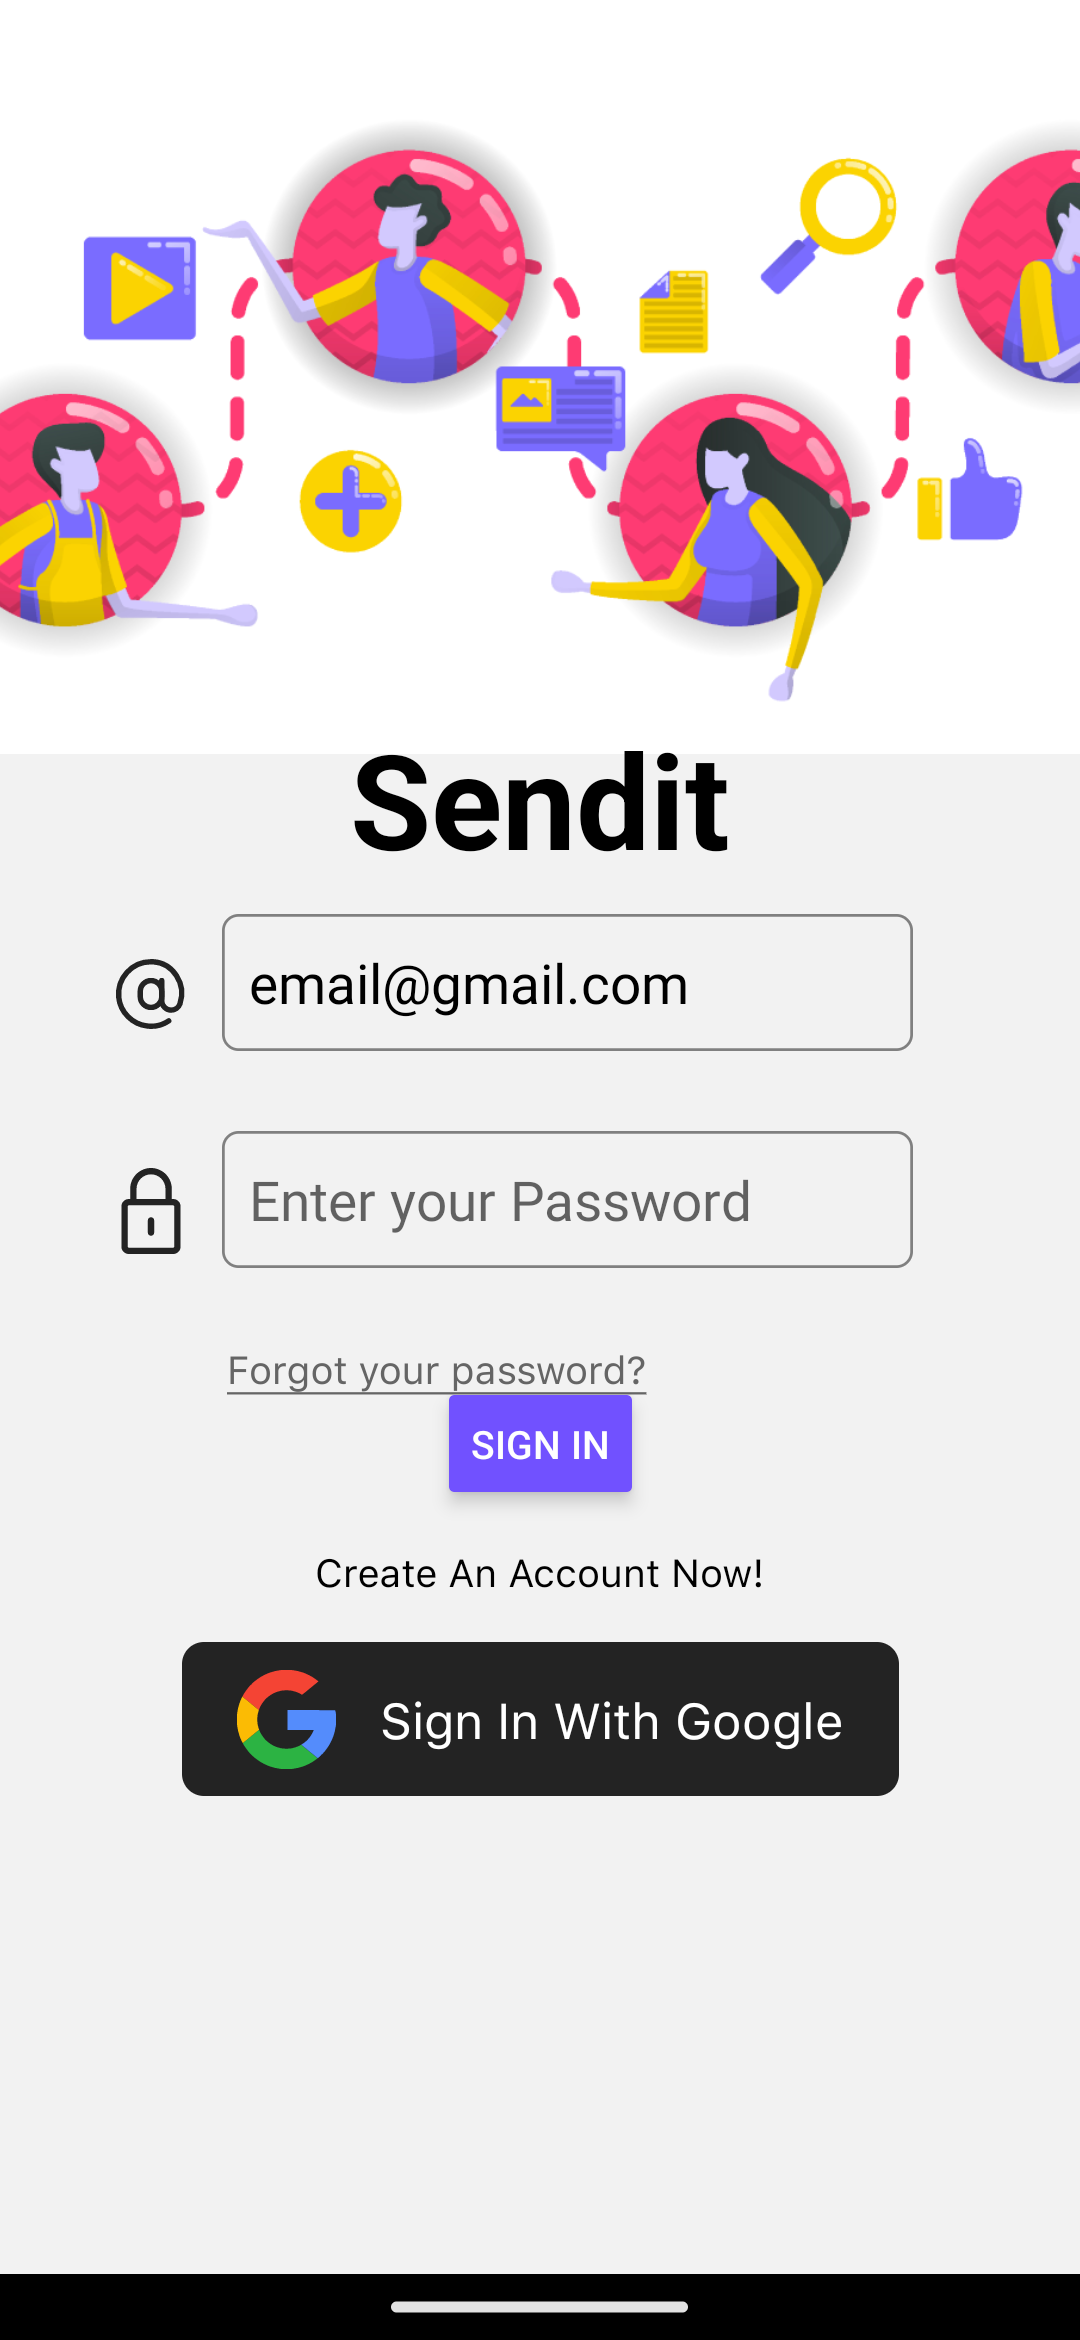 Sendit
email@gmail.com
Enter your Password
Forgot your password?
SIGN IN
Create An Account Now!
Sign In With Google